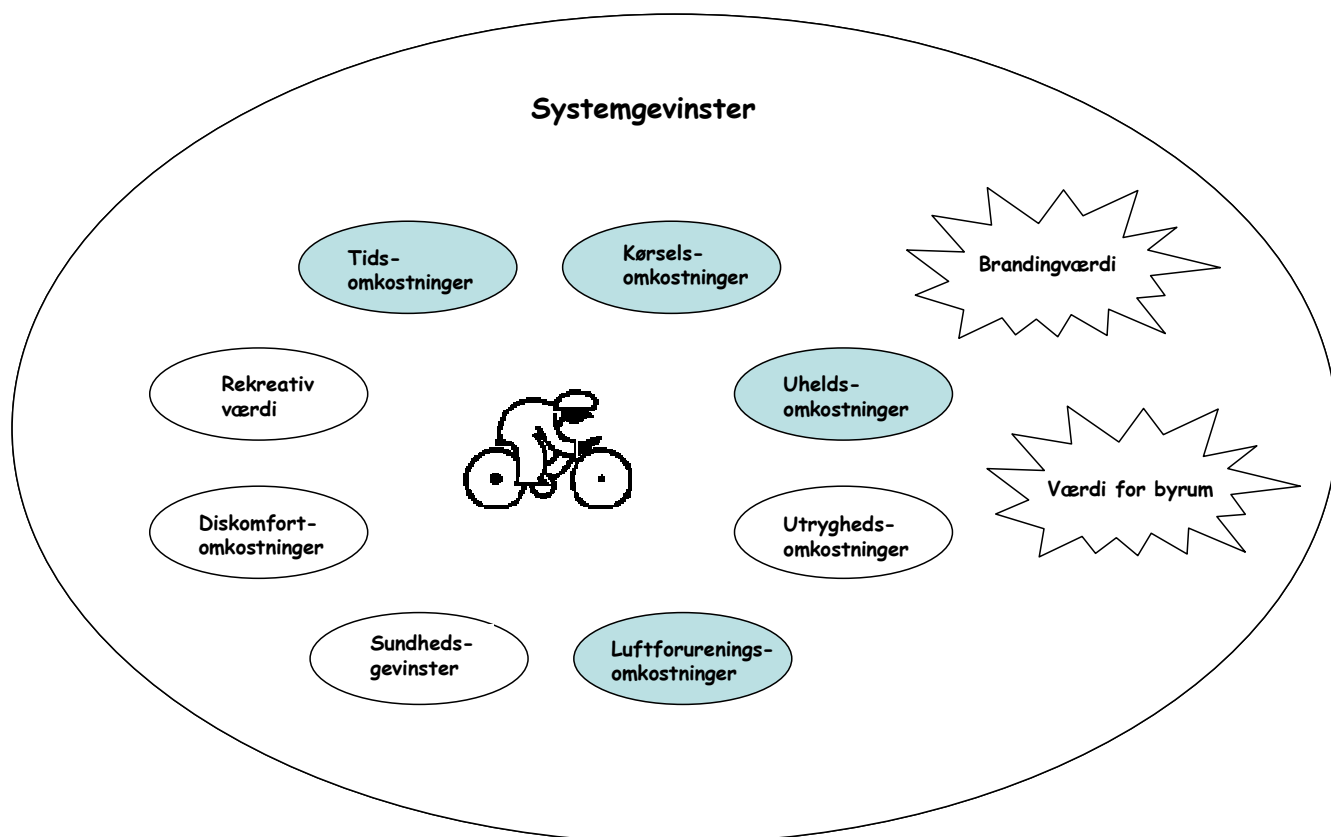 Systemgevinster
Tids-
omkostninger
Kørsels-
omkostninger
Brandingværdi
Rekreativ
værdi
Uhelds-
omkostninger
Værdi for byrum
Diskomfort-
omkostninger
Utrygheds-
omkostninger
Sundheds-
gevinster
Luftforurenings-
omkostninger